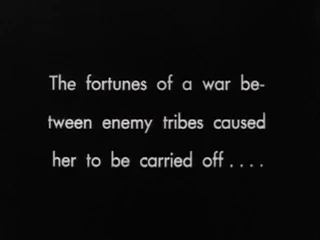 The fortunes of a war be-
tween enemy tribes caused
her to be carried off....